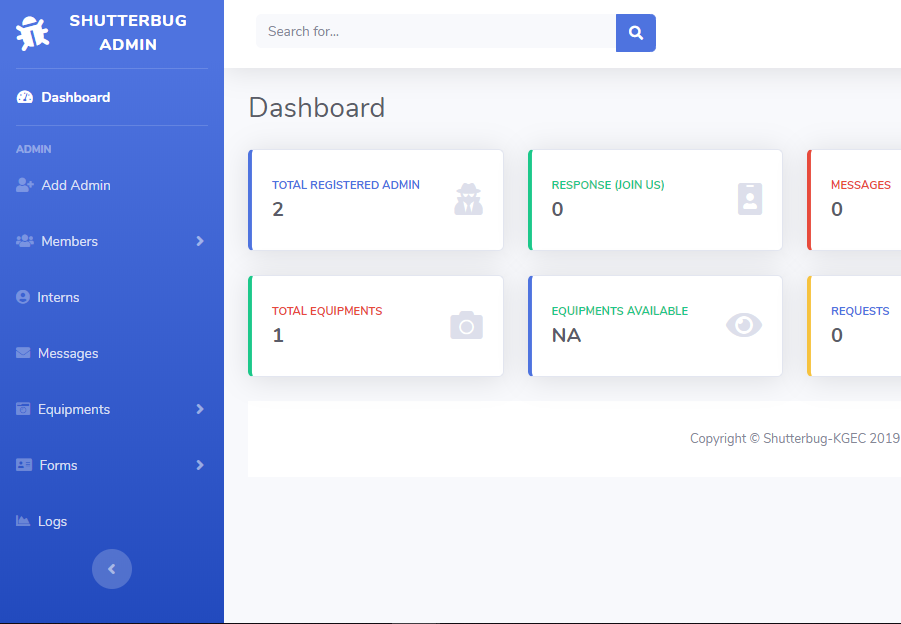 SHUTTERBUG
ADMIN
Search for...
Dashboard
Dashboard
ADMIN
Add Admin
Members
Interns
Messages
Equipments
Forms
Logs
TOTAL REGISTERED ADMIN
2
RESPONSE (JOIN US)
0
MESSAGES
0
TOTAL EQUIPMENTS
1
EQUIPMENTS AVAILABLE
NA
REQUESTS
0
Copyright © Shutterbug-KGEC 2019